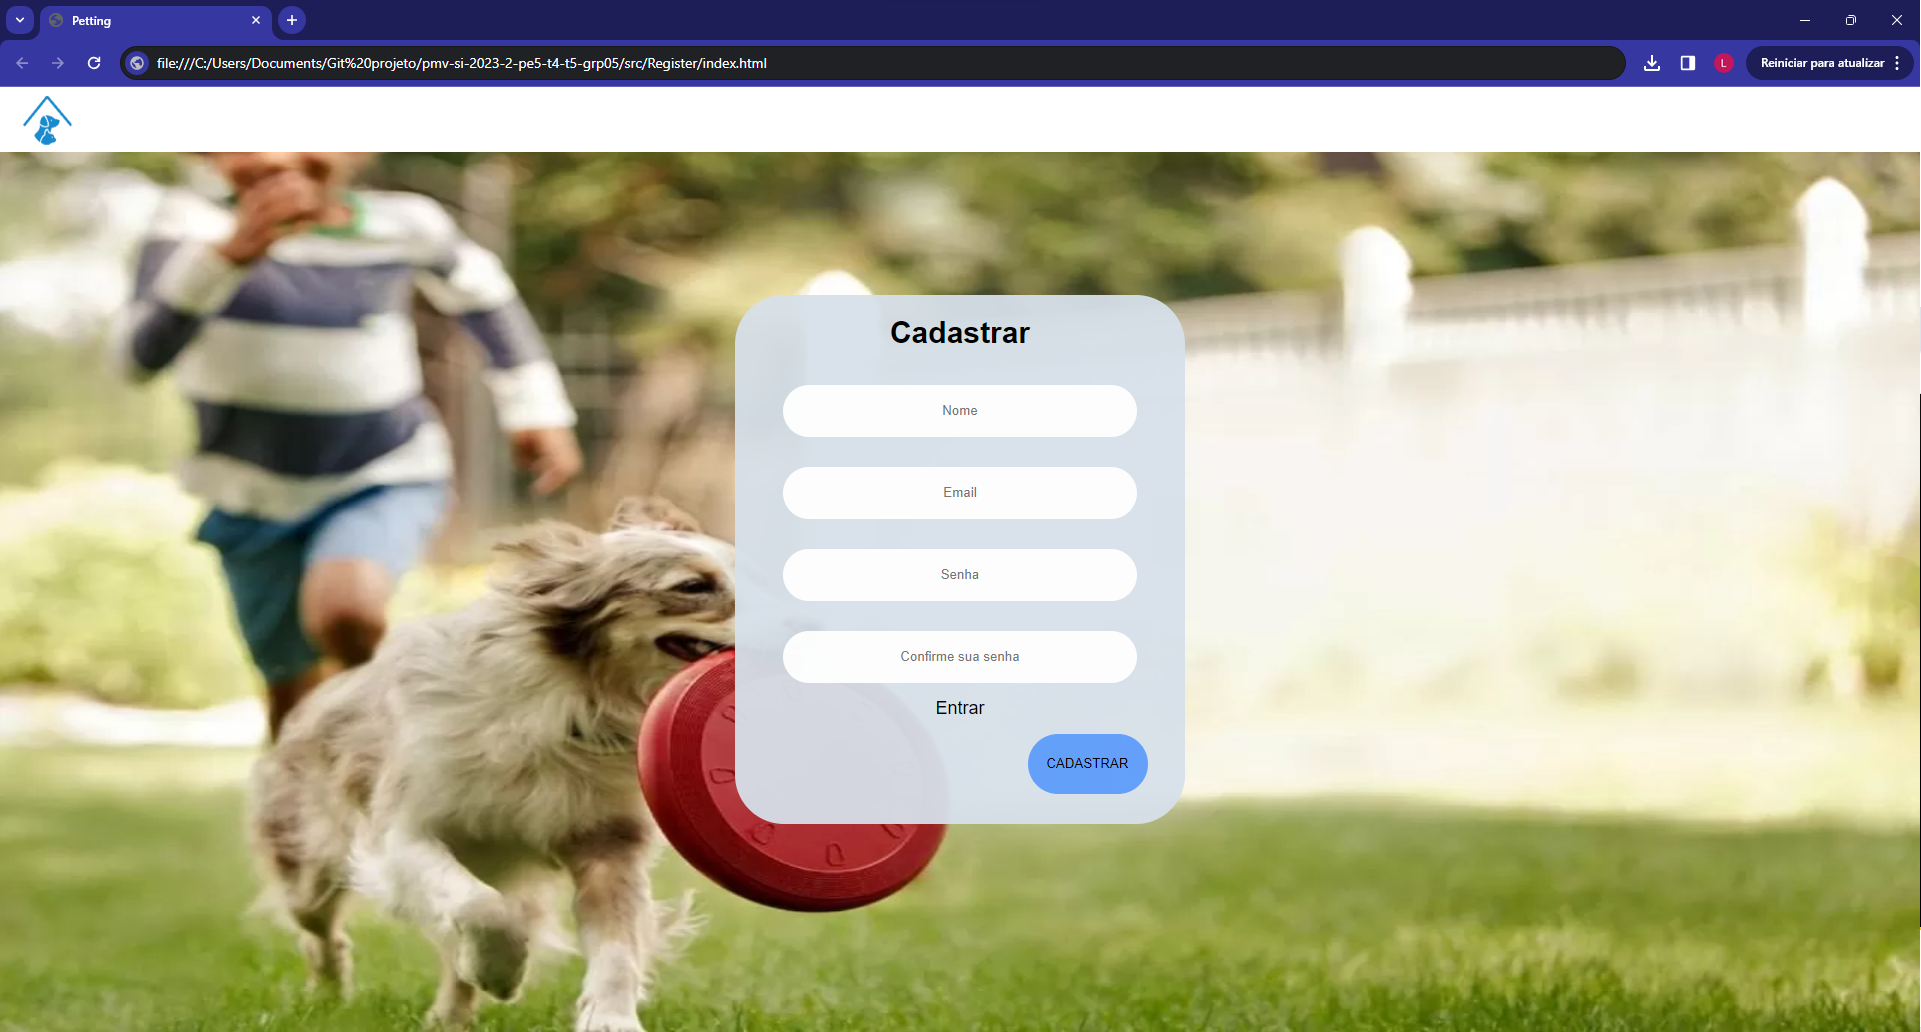 Petting
file:///C:/Users/Documents/Git%20projeto/pmv-si-2023-2-pe5-t4-t5-grp05/src/Register/index.html
L
Reiniciar para atualizar
Cadastrar
Nome
Email
Senha
Confirme sua senha
Entrar
CADASTRAR